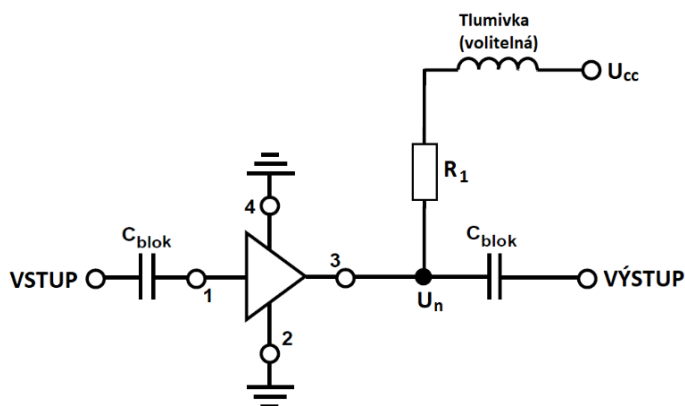 Tlumivka
(volitelná)
Ucc
R1
4
Cblok
3
Cblok
VSTUP
1
Un
VÝSTUP
2